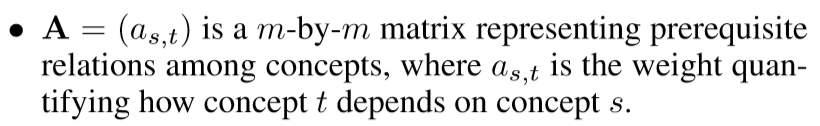 • A = (a_{s,t}) is a m-by-m matrix representing prerequisite
relations among concepts, where a_{s,t} is the weight quan-
tifying how concept t depends on concept s.